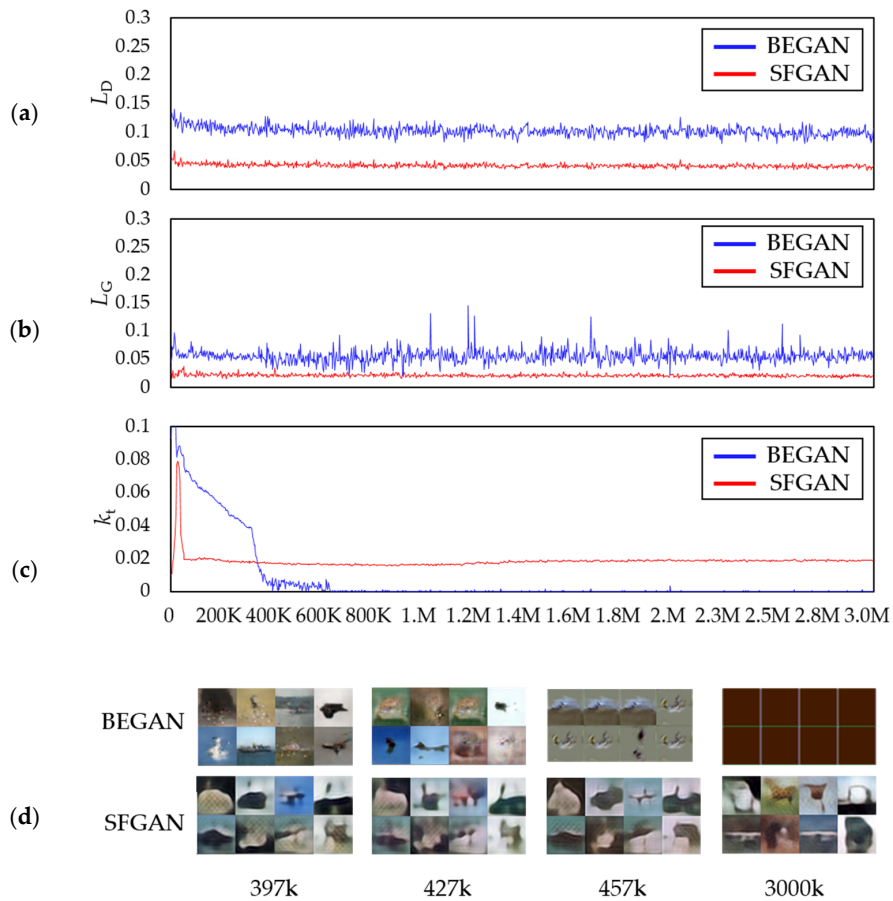 0.3
0.25
0.2
0.15
0.1
0.05
0
L_D
(a)
BEGAN
SFGAN
0.3
0.25
0.2
0.15
0.1
0.05
0
L_G
(b)
BEGAN
SFGAN
0.1
0.08
0.06
0.04
0.02
0
k_t
(c)
BEGAN
SFGAN
0 200K 400K 600K 800K 1.M 1.2M 1.4M 1.6M 1.8M 2.M 2.3M 2.5M 2.8M 3.0M
BEGAN
(d)
SFGAN
397k 427k 457k 3000k